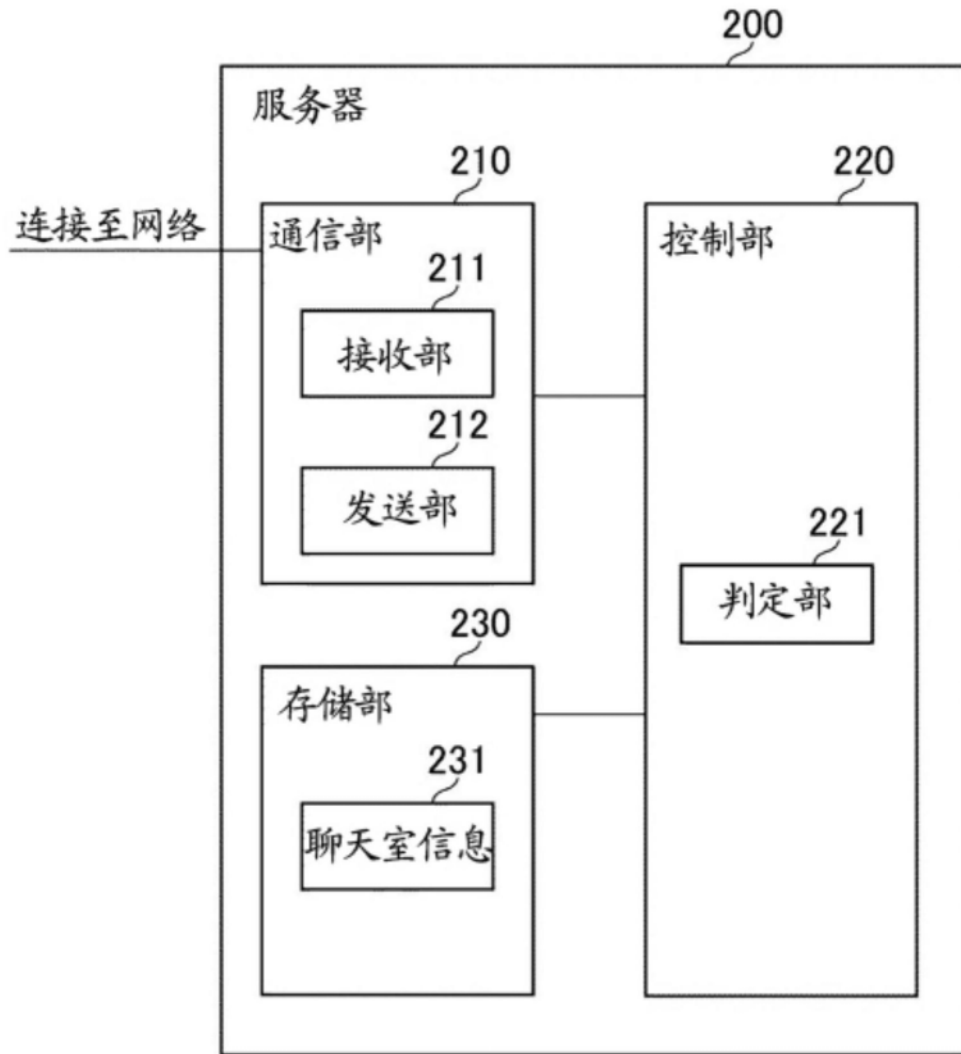 200
服务器
210
220
连接至网络
通信部
控制部
211
接收部
212
发送部
221
判定部
230
存储部
231
聊天室信息